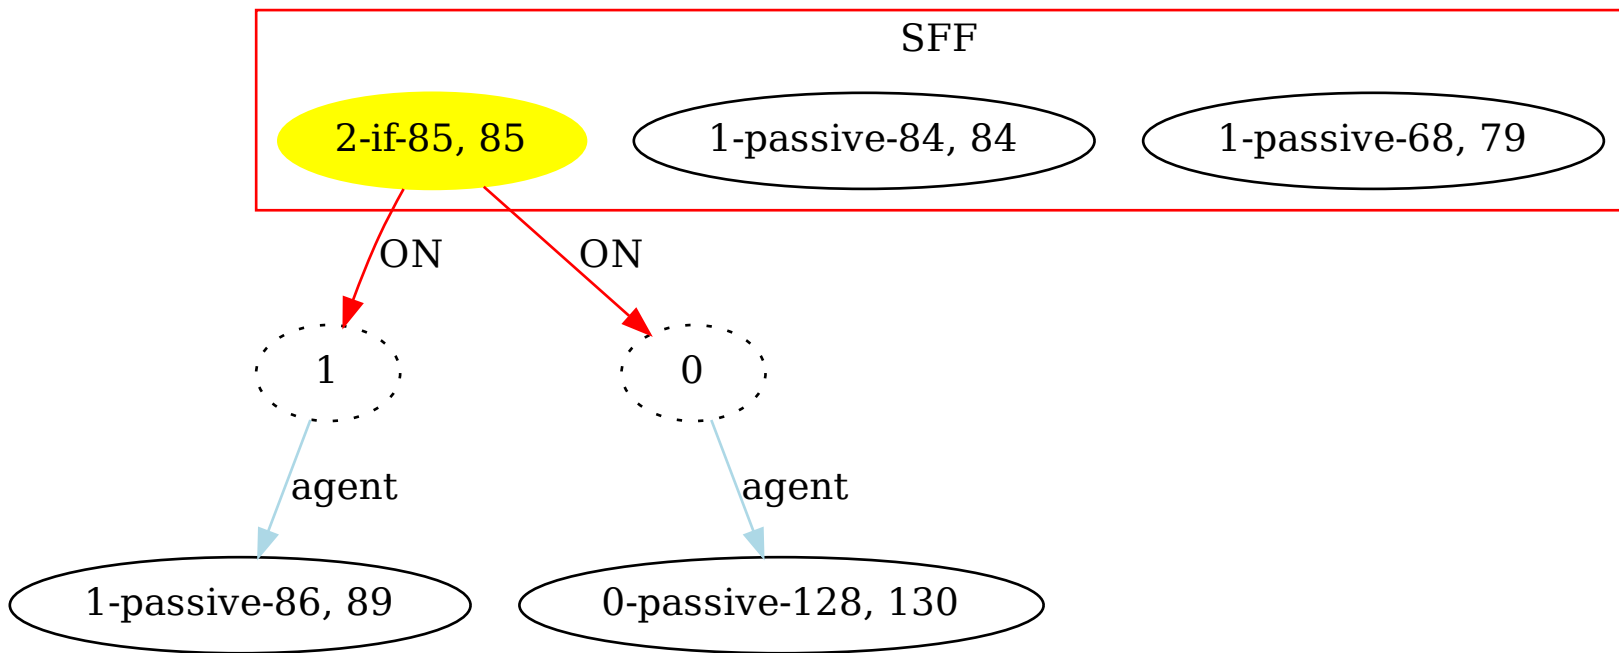 SFF
2-if-85, 85
1-passive-84, 84
1-passive-68, 79
ON
ON
1
0
agent
agent
1-passive-86, 89
0-passive-128, 130